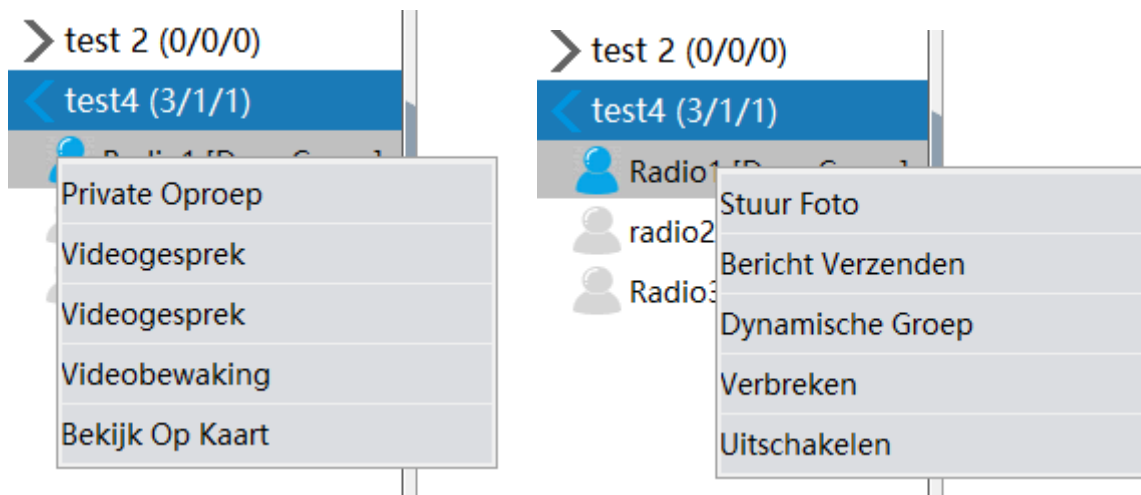 test 2 (0/0/0)
test4 (3/1/1)
Private Oproep
Videogesprek
Videogesprek
Videobewaking
Bekijk Op Kaart
test 2 (0/0/0)
test4 (3/1/1)
Radio1
radio2
Radio3
Stuur Foto
Bericht Verzenden
Dynamische Groep
Verbreken
Uitschakelen